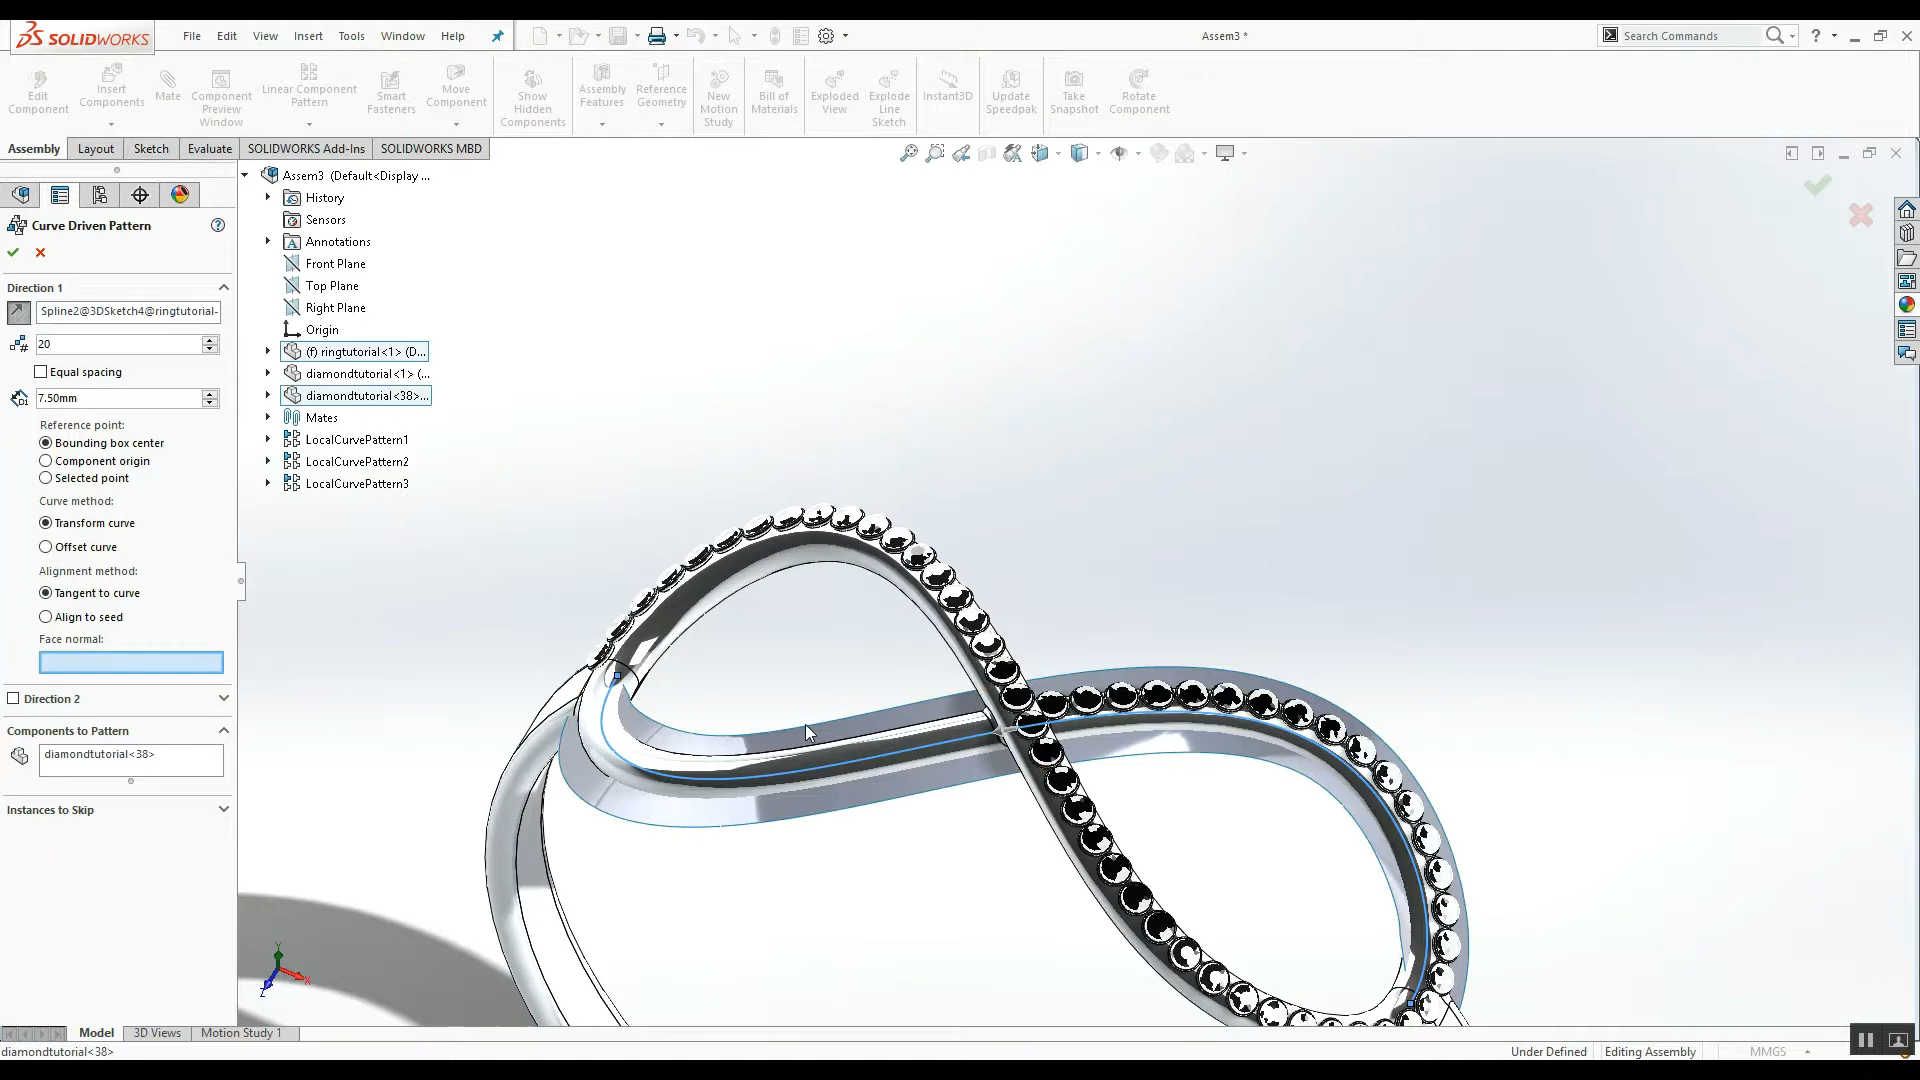 SOLIDWORKS
File Edit View Insert Tools Window Help
Assem3 *
Search Commands
?
Edit Component
Insert Components
Mate
Component Preview Window
Linear Component Pattern
Smart Fasteners
Move Component
Show Hidden Components
Assembly Features
Reference Geometry
New Motion Study
Bill of Materials
Exploded View
Explode Line Sketch
Instant3D
Update Speedpak
Take Snapshot
Rotate Component
Assembly Layout Sketch Evaluate SOLIDWORKS Add-Ins SOLIDWORKS MBD
Curve Driven Pattern
?
Direction 1
Spline2@3DSketch4@ringtutorial-
20
Equal spacing
D1
7.50mm
Reference point:
Bounding box center
Component origin
Selected point
Curve method:
Transform curve
Offset curve
Alignment method:
Tangent to curve
Align to seed
Face normal:
Direction 2
Components to Pattern
diamondtutorial<38>
Instances to Skip
Assem3 (Default<Display ...
History
Sensors
Annotations
Front Plane
Top Plane
Right Plane
Origin
(f) ringtutorial<1> (D...
diamondtutorial<1> (...
diamondtutorial<38>...
Mates
LocalCurvePattern1
LocalCurvePattern2
LocalCurvePattern3
Y
X
Z
Model 3D Views Motion Study 1
diamondtutorial<38>
Under Defined Editing Assembly MMGS